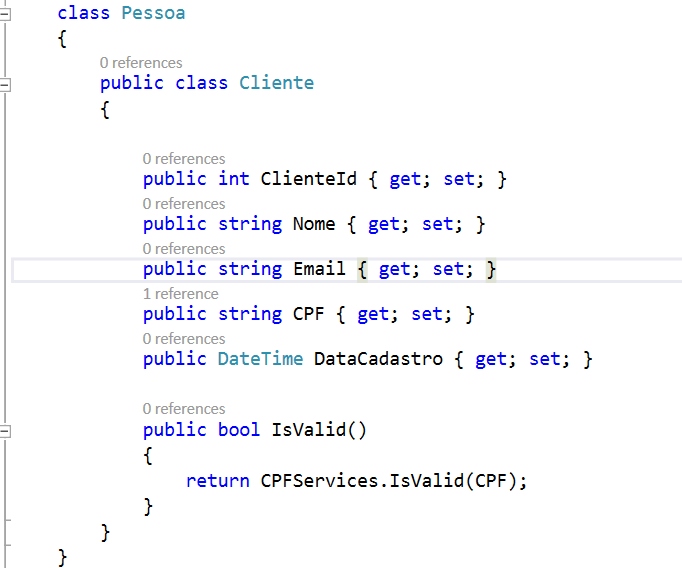 class Pessoa
{
0 references
public class Cliente
{
0 references
public int ClienteId { get; set; }
0 references
public string Nome { get; set; }
0 references
public string Email { get; set; }
1 reference
public string CPF { get; set; }
0 references
public DateTime DataCadastro { get; set; }
0 references
public bool IsValid()
{
return CPFServices.IsValid(CPF);
}
}
}